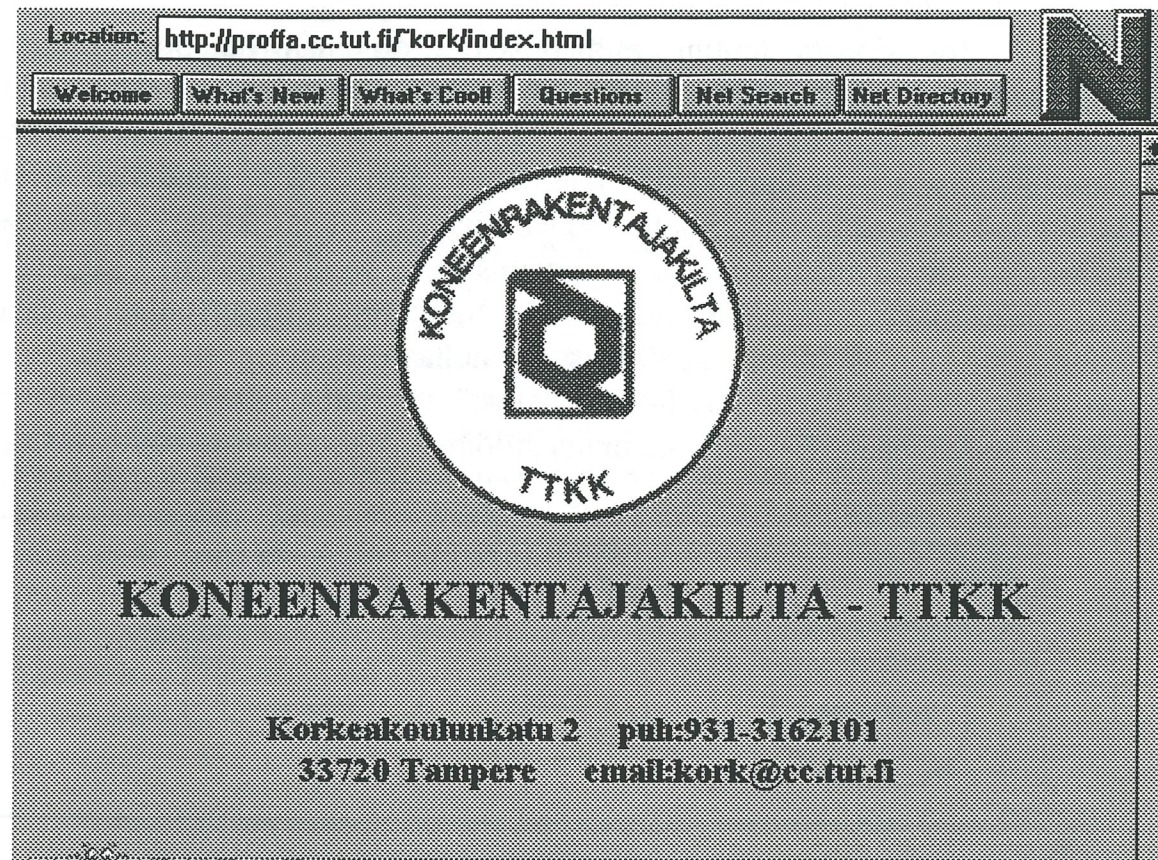 Location: http://proffa.cc.tut.fi/~kork/index.html
Welcome What's New! What's Cool! Questions Net Search Net Directory
N
KONEENRAKENTAJAKILTA
TTKK
KONEENRAKENTAJAKILTA - TTKK
Korkeakoulunkatu 2 puh:931-3162101
33720 Tampere email:kork@cc.tut.fi